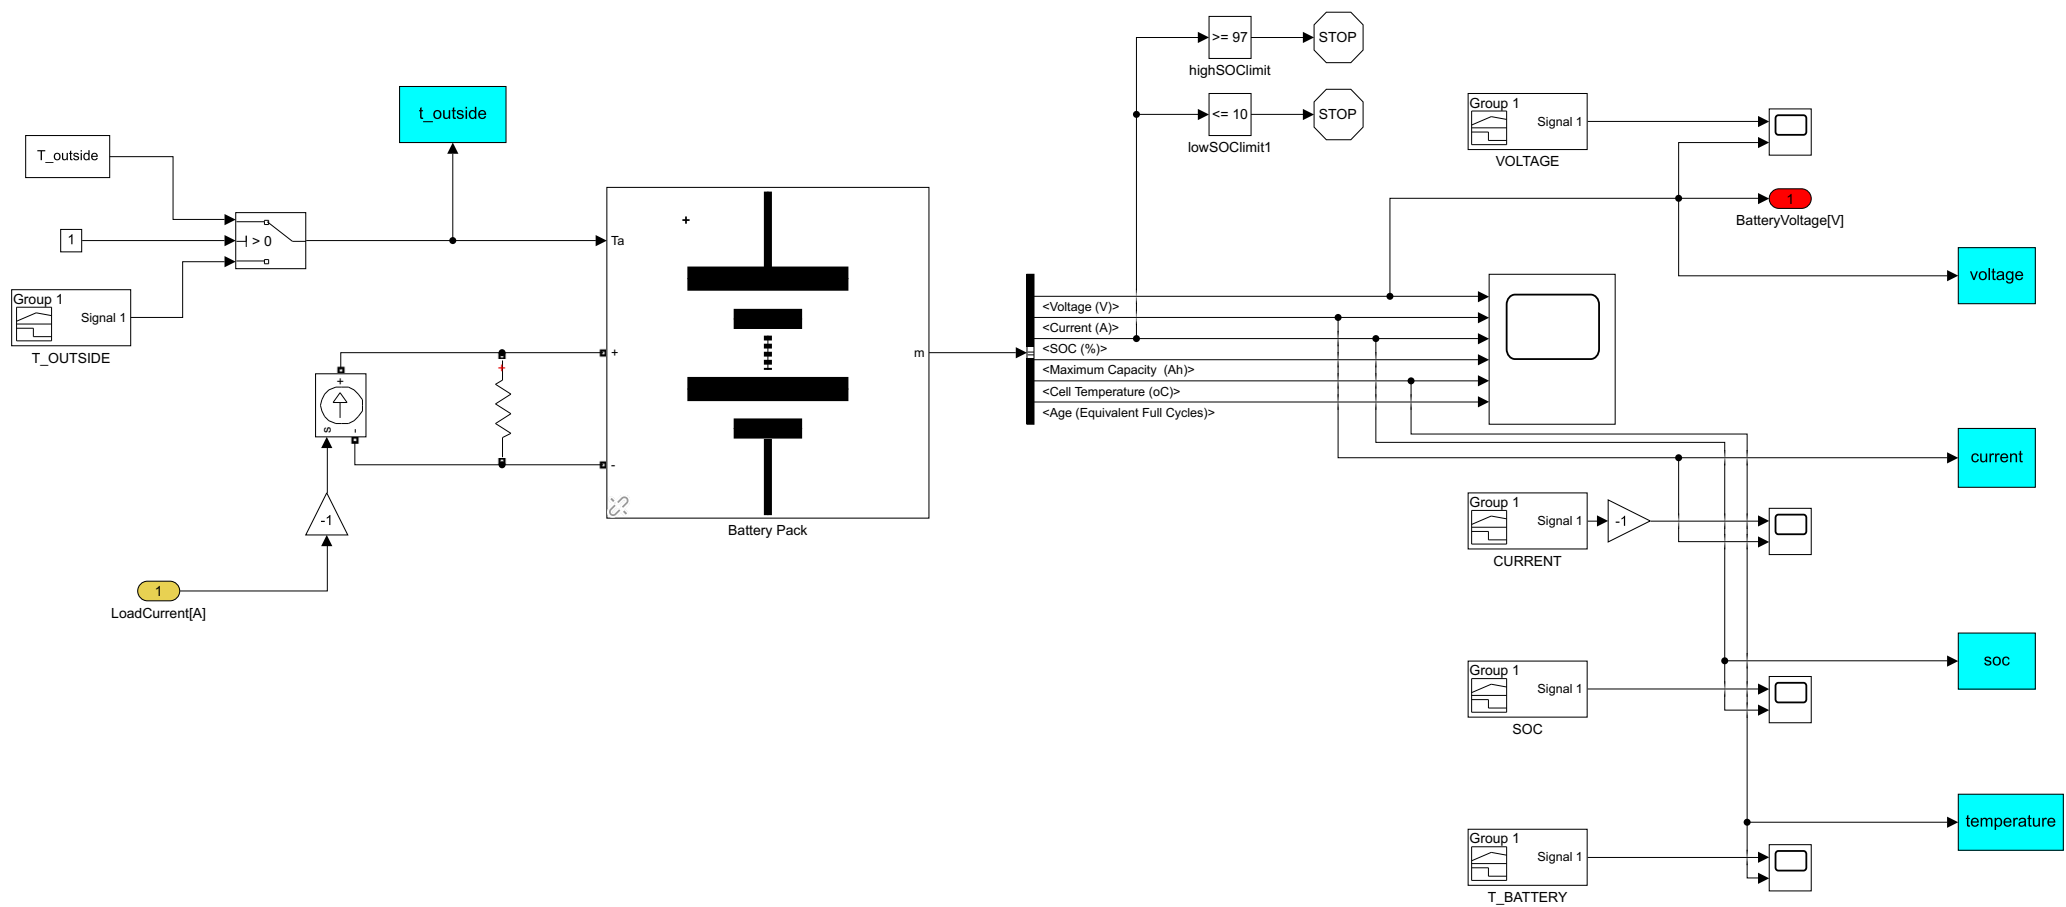 >= 97
STOP
highSOClimit
<= 10
STOP
lowSOClimit1
t_outside
T_outside
1
> 0
Group 1
Signal 1
T_OUTSIDE
+
s
-
+
-1
1
LoadCurrent[A]
+
Ta
+
-
m
Battery Pack
<Voltage (V)>
<Current (A)>
<SOC (%)>
<Maximum Capacity (Ah)>
<Cell Temperature (oC)>
<Age (Equivalent Full Cycles)>
Group 1
Signal 1
VOLTAGE
1
BatteryVoltage[V]
voltage
current
Group 1
Signal 1
-1
CURRENT
soc
Group 1
Signal 1
SOC
temperature
Group 1
Signal 1
T_BATTERY